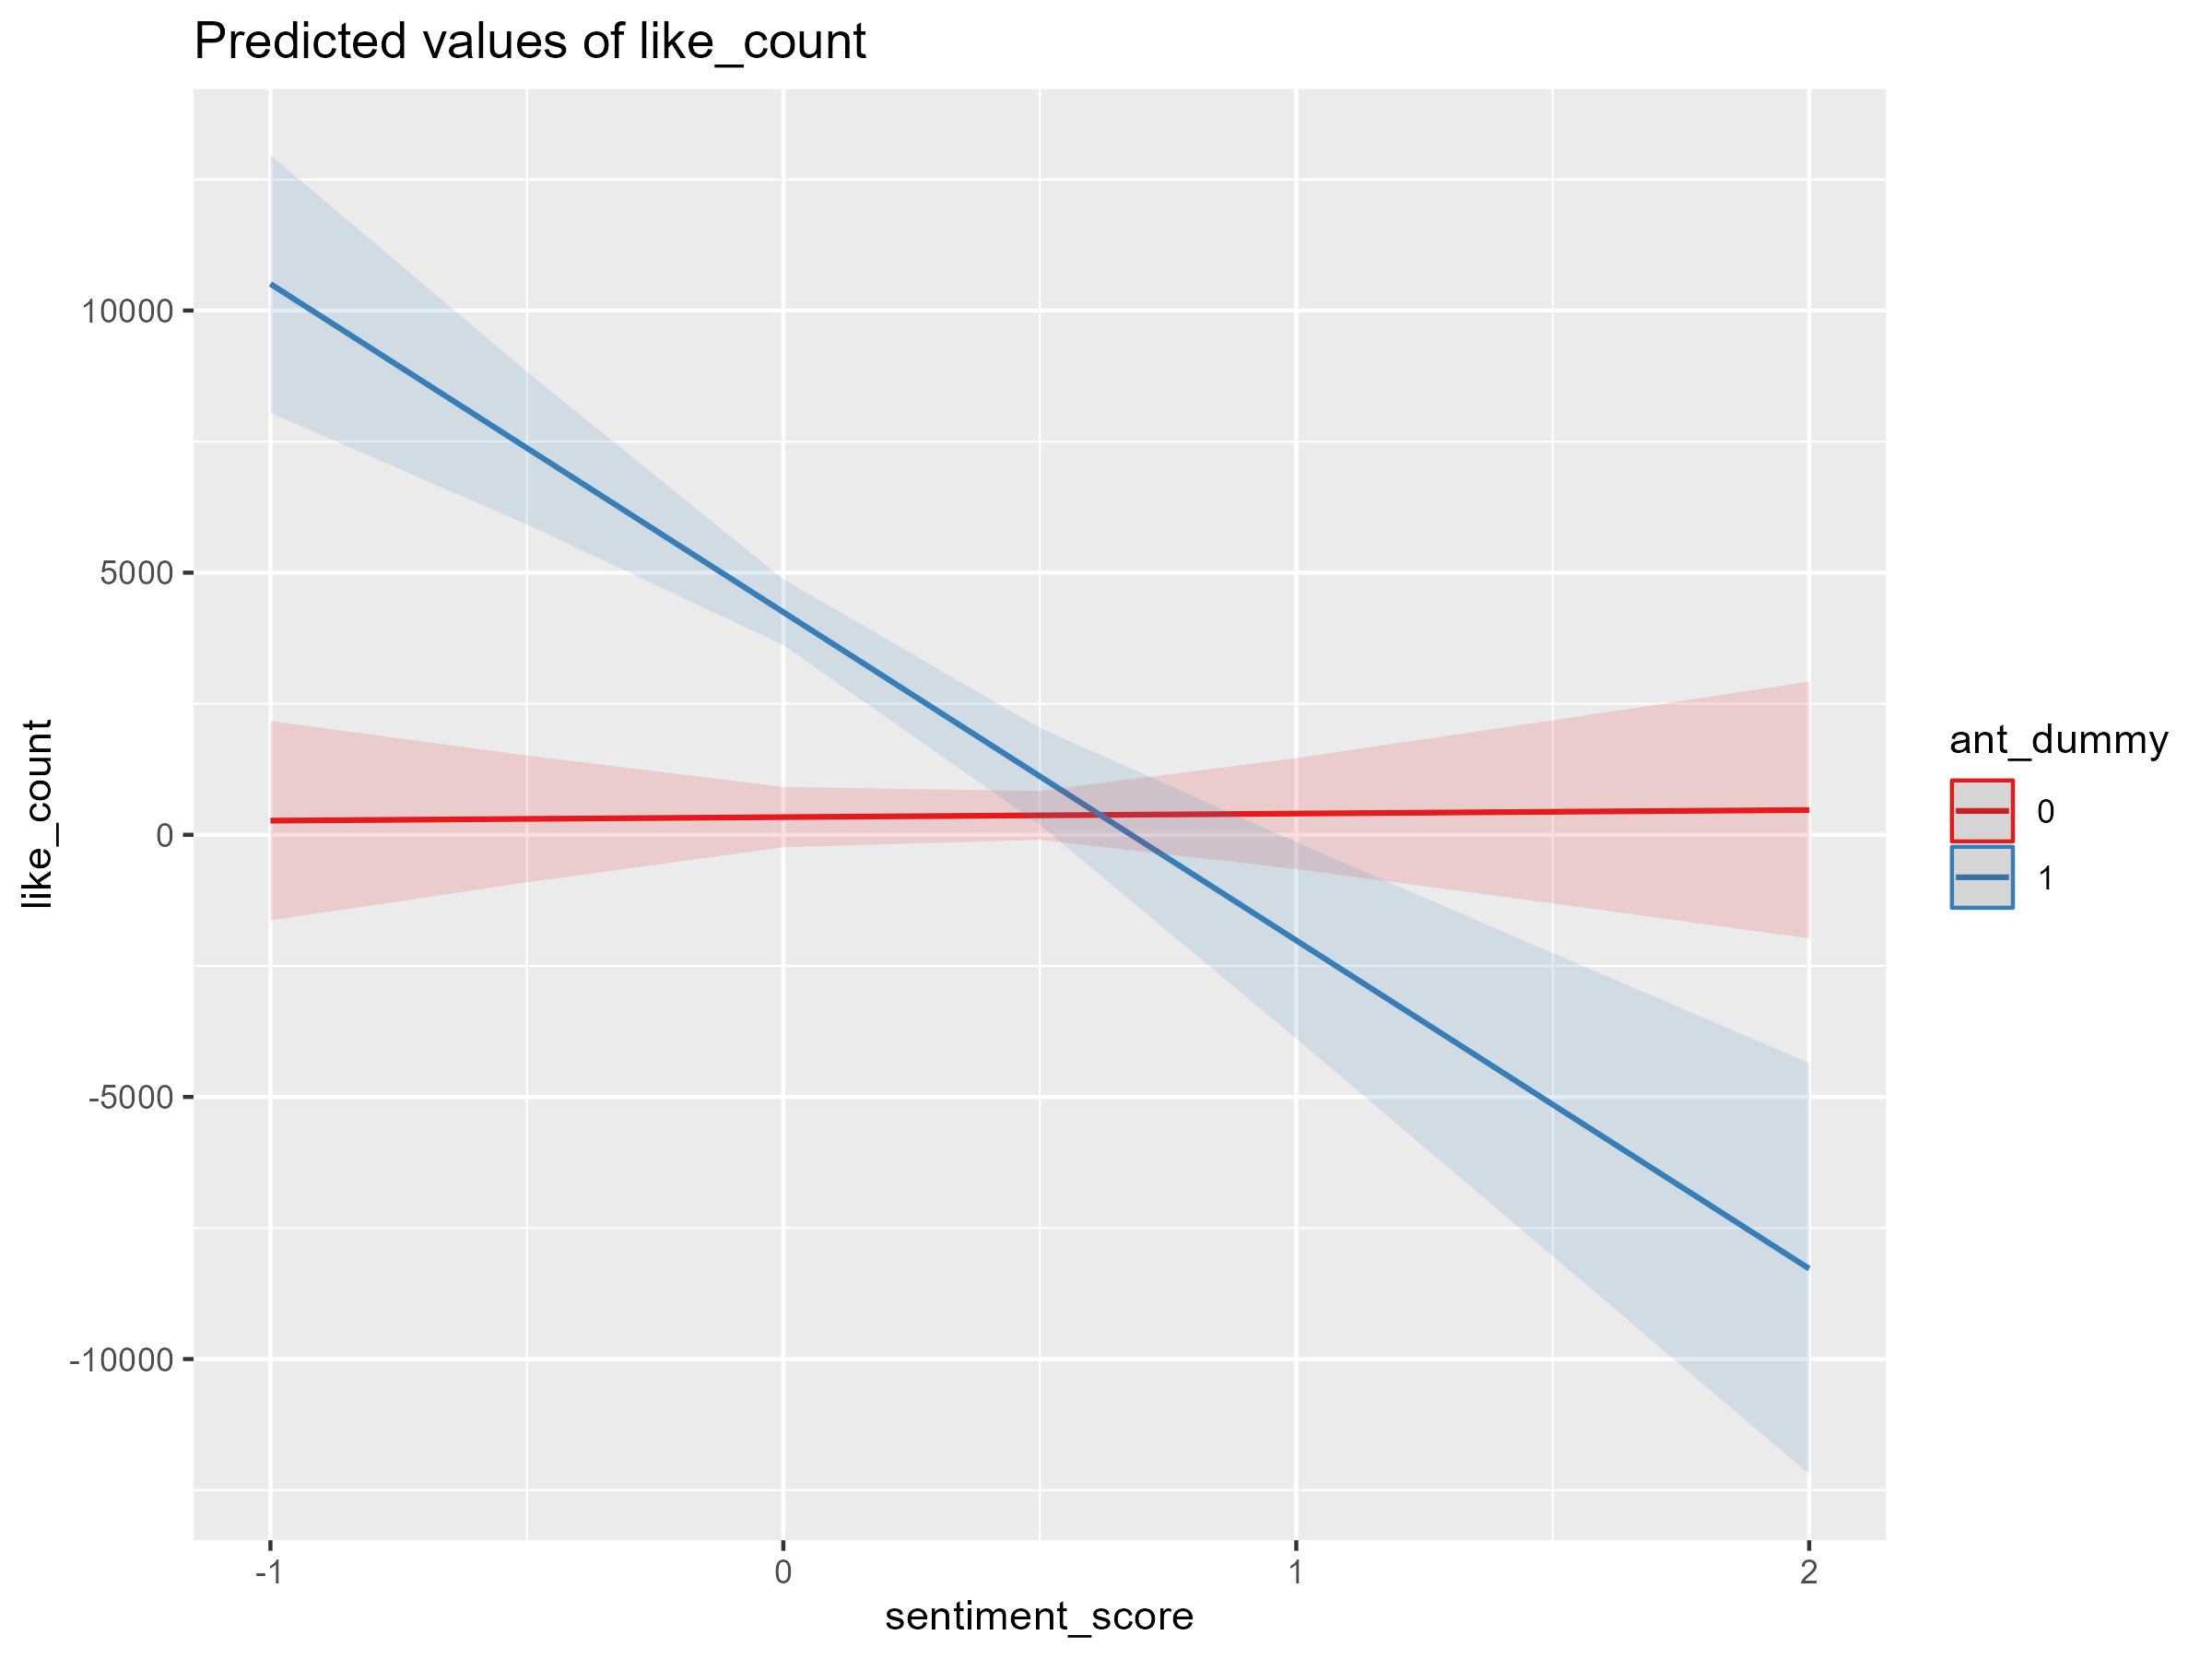 Predicted values of like_count
10000
5000
0
-5000
-10000
like_count
-1
0
1
2
sentiment_score
ant_dummy
0
1